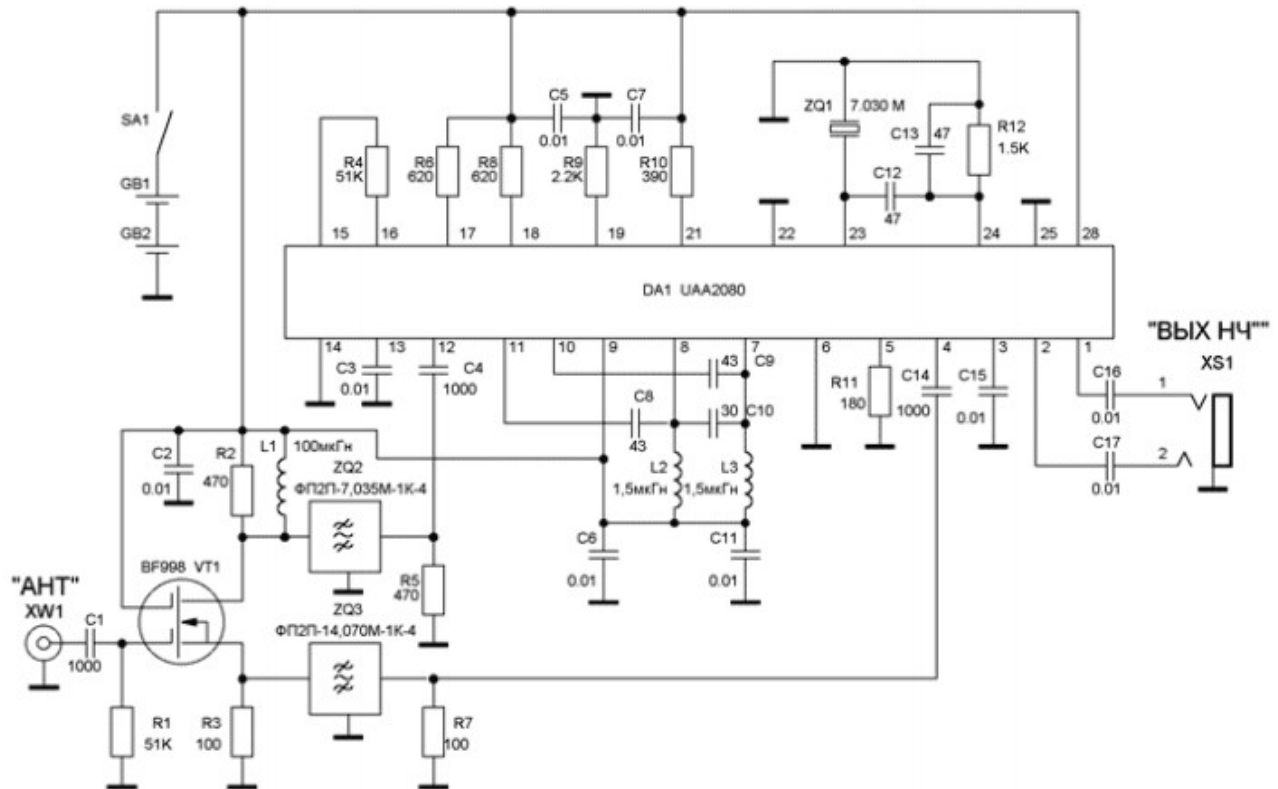 SA1
GB1
GB2
C5
0.01
C7
0.01
R4
51K
R6
620
R8
620
R9
2.2K
R10
390
ZQ1
7.030 M
C13
47
R12
1.5K
C12
47
15 16 17 18 19 21 22 23 24 25 28
DA1 UAA2080
14 13 12 11 10 9 8 7 6 5 4 3 2 1
C3
0.01
C4
1000
43
C9
C8
43
30
C10
R11
180
C14
1000
C15
0.01
C16
0.01
C17
0.01
"ВЫХ НЧ""
XS1
1
2
C2
0.01
R2
470
L1
100мкГн
ZQ2
ФП2П-7,035М-1К-4
L2
1,5мкГн
L3
1,5мкГн
C6
0.01
C11
0.01
BF998 VT1
R5
470
"АНТ"
XW1
C1
1000
ZQ3
ФП2П-14,070М-1К-4
R1
51K
R3
100
R7
100